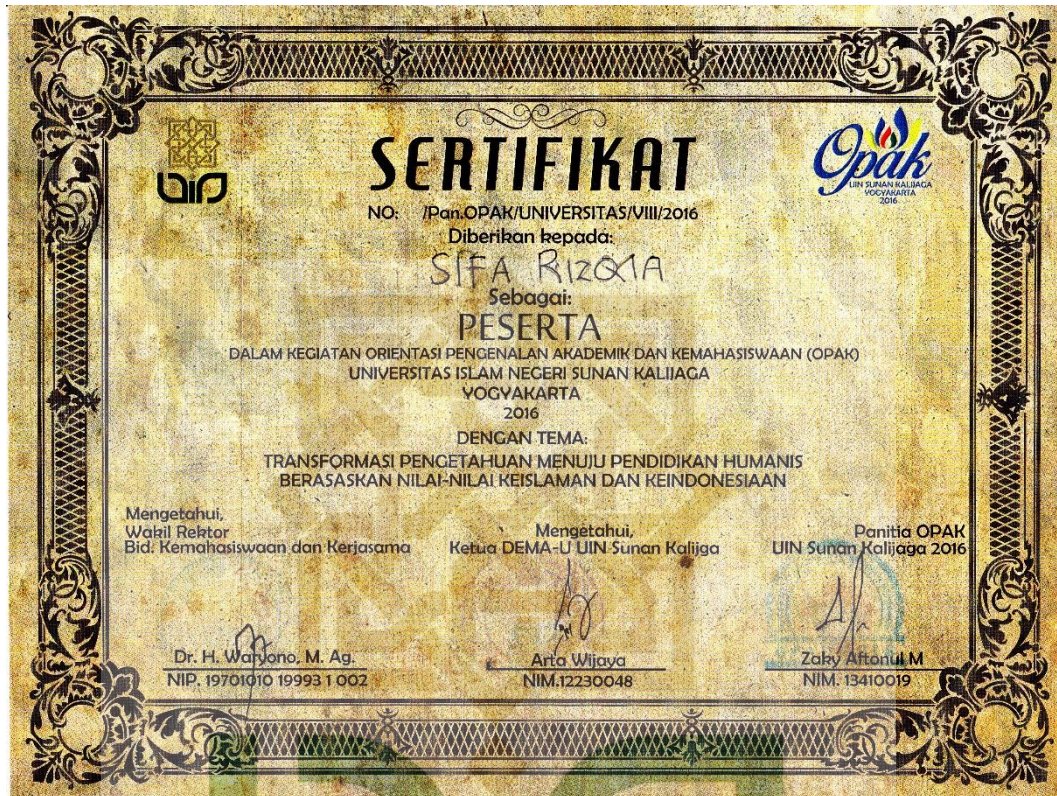 uin
Opak
UIN SUNAN KALIJAGA
YOGYAKARTA
2016
SERTIFIKAT
NO: /Pan.OPAK/UNIVERSITAS/VIII/2016
Diberikan kepada:
SIFA RIZQIA
Sebagai:
PESERTA
DALAM KEGIATAN ORIENTASI PENGENALAN AKADEMIK DAN KEMAHASISWAAN (OPAK)
UNIVERSITAS ISLAM NEGERI SUNAN KALIJAGA
YOGYAKARTA
2016
DENGAN TEMA:
TRANSFORMASI PENGETAHUAN MENUJU PENDIDIKAN HUMANIS
BERASASKAN NILAI-NILAI KEISLAMAN DAN KEINDONESIAAN
Mengetahui,
Wakil Rektor
Bid. Kemahasiswaan dan Kerjasama
Dr. H. Waryono, M. Ag.
NIP. 19701010 19993 1 002
Mengetahui,
Ketua DEMA-U UIN Sunan Kalijga
Arta Wijaya
NIM.12230048
Panitia OPAK
UIN Sunan Kalijaga 2016
Zaky Aftonul M
NIM. 13410019